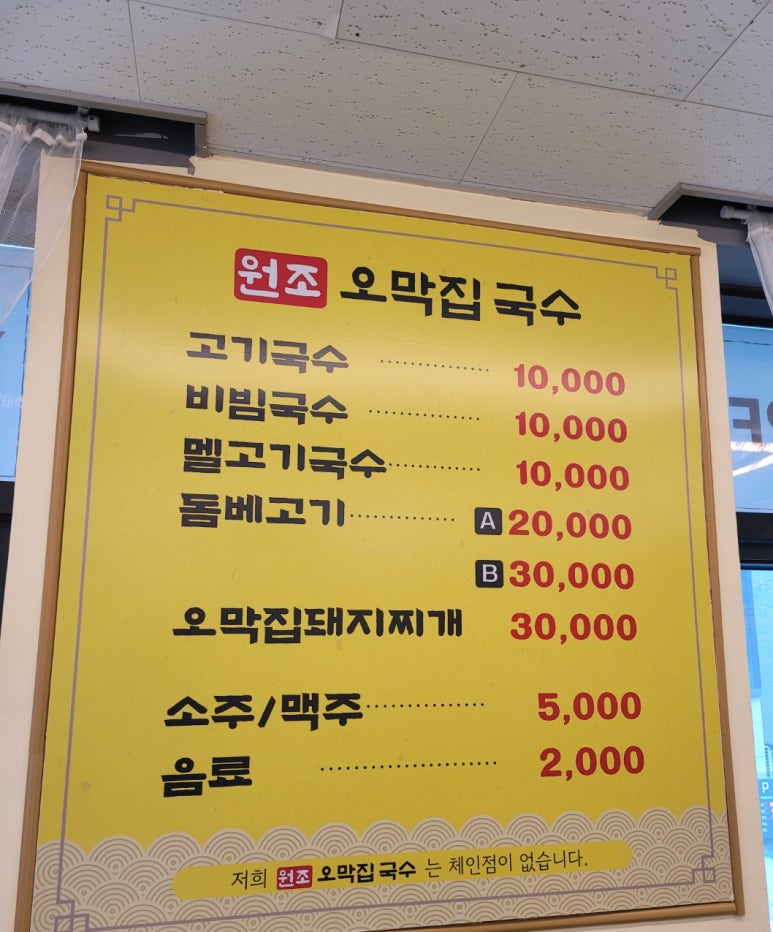 원조 오막집 국수
고기국수 ················ 10,000
비빔국수 ················ 10,000
멜고기국수 ·············· 10,000
돔베고기 ··············· A 20,000
B 30,000
오막집돼지찌개 30,000
소주/맥주 ················· 5,000
음료 ························ 2,000
저희 원조 오막집 국수 는 체인점이 없습니다.